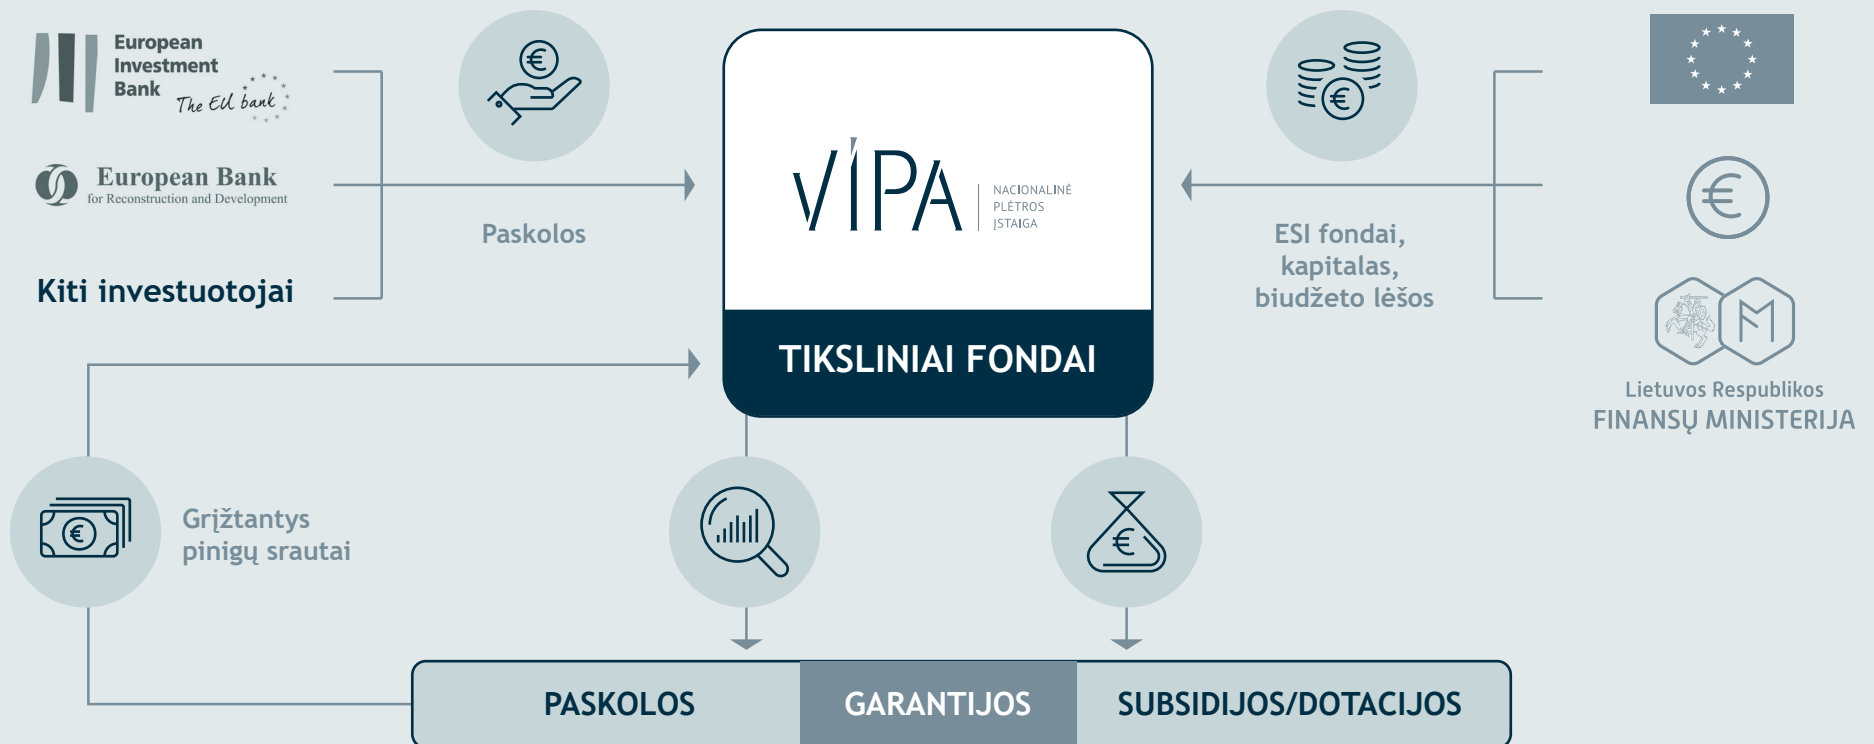 European
Investment
Bank
The EU bank
European Bank
for Reconstruction and Development
Kiti investuotojai
Paskolos
VIPA
NACIONALINĖ
PLĖTROS
ĮSTAIGA
TIKSLINIAI FONDAI
ESI fondai,
kapitalas,
biudžeto lėšos
Lietuvos Respublikos
FINANSŲ MINISTERIJA
Grįžtantys
pinigų srautai
PASKOLOS
GARANTIJOS
SUBSIDIJOS/DOTACIJOS